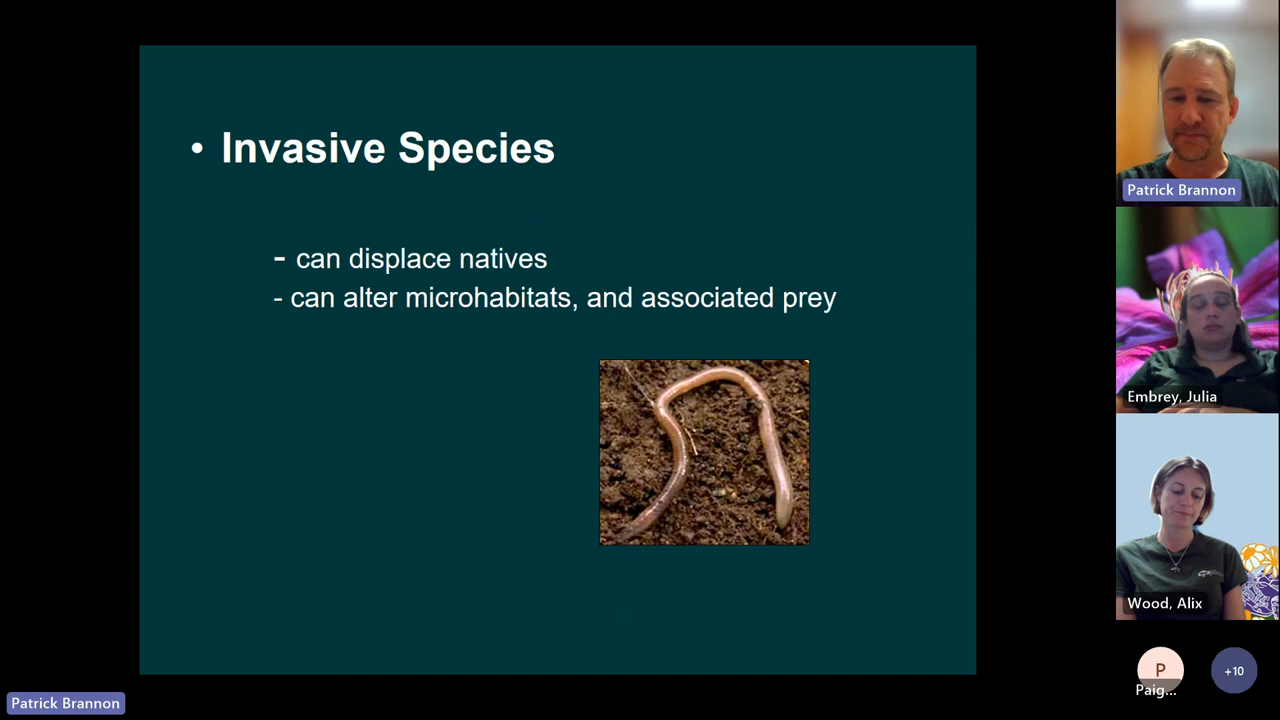 • Invasive Species
- can displace natives
- can alter microhabitats, and associated prey
Patrick Brannon
Embrey, Julia
Wood, Alix
P
Paig...
+10
Patrick Brannon